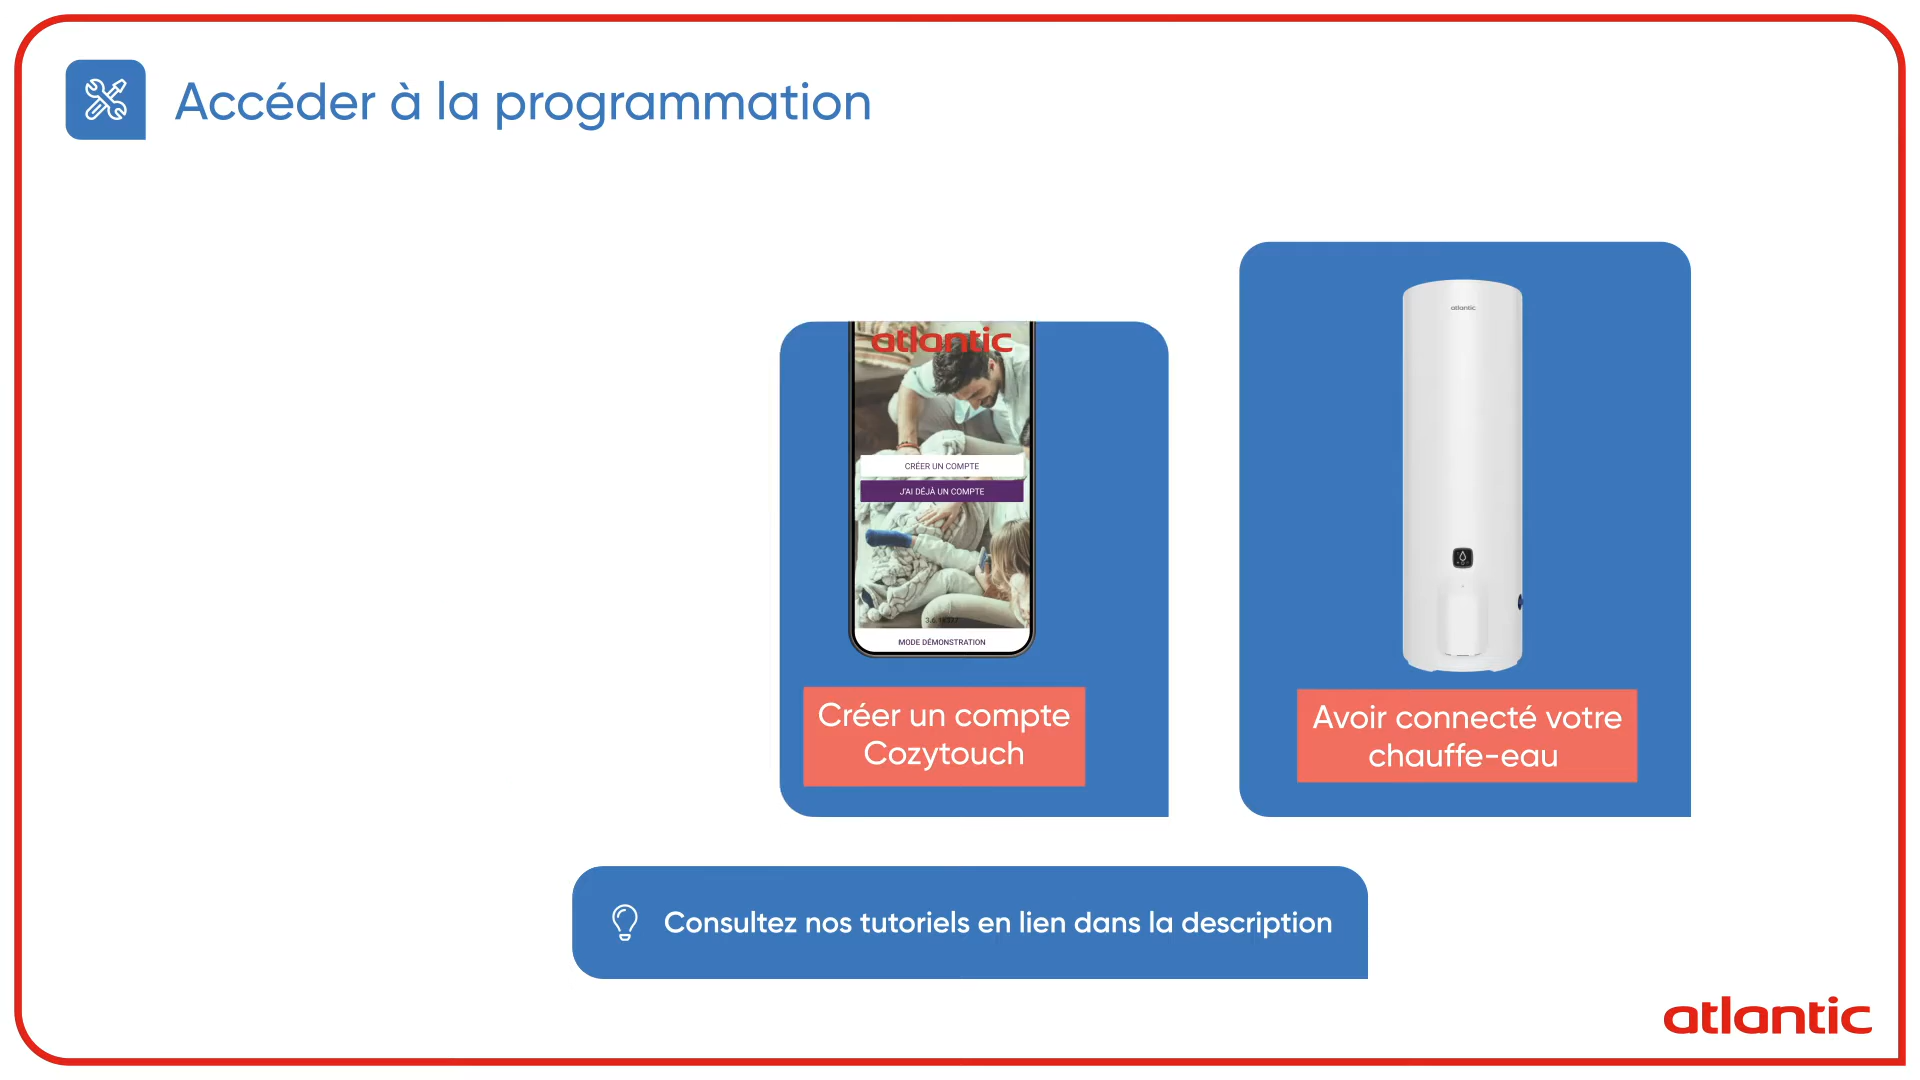 Accéder à la programmation
atlantic
CRÉER UN COMPTE
J'AI DÉJÀ UN COMPTE
MODE DÉMONSTRATION
Créer un compte
Cozytouch
atlantic
Avoir connecté votre
chauffe-eau
Consultez nos tutoriels en lien dans la description
atlantic